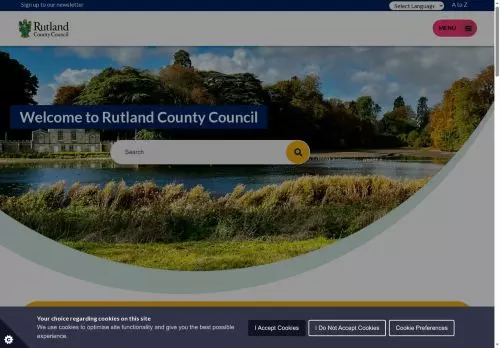 Sign up to our newsletter
Select Language
A to Z
Rutland
County Council
MENU
Welcome to Rutland County Council
Search
Your choice regarding cookies on this site
We use cookies to optimise site functionality and give you the best possible
experience.
I Accept Cookies
I Do Not Accept Cookies
Cookie Preferences